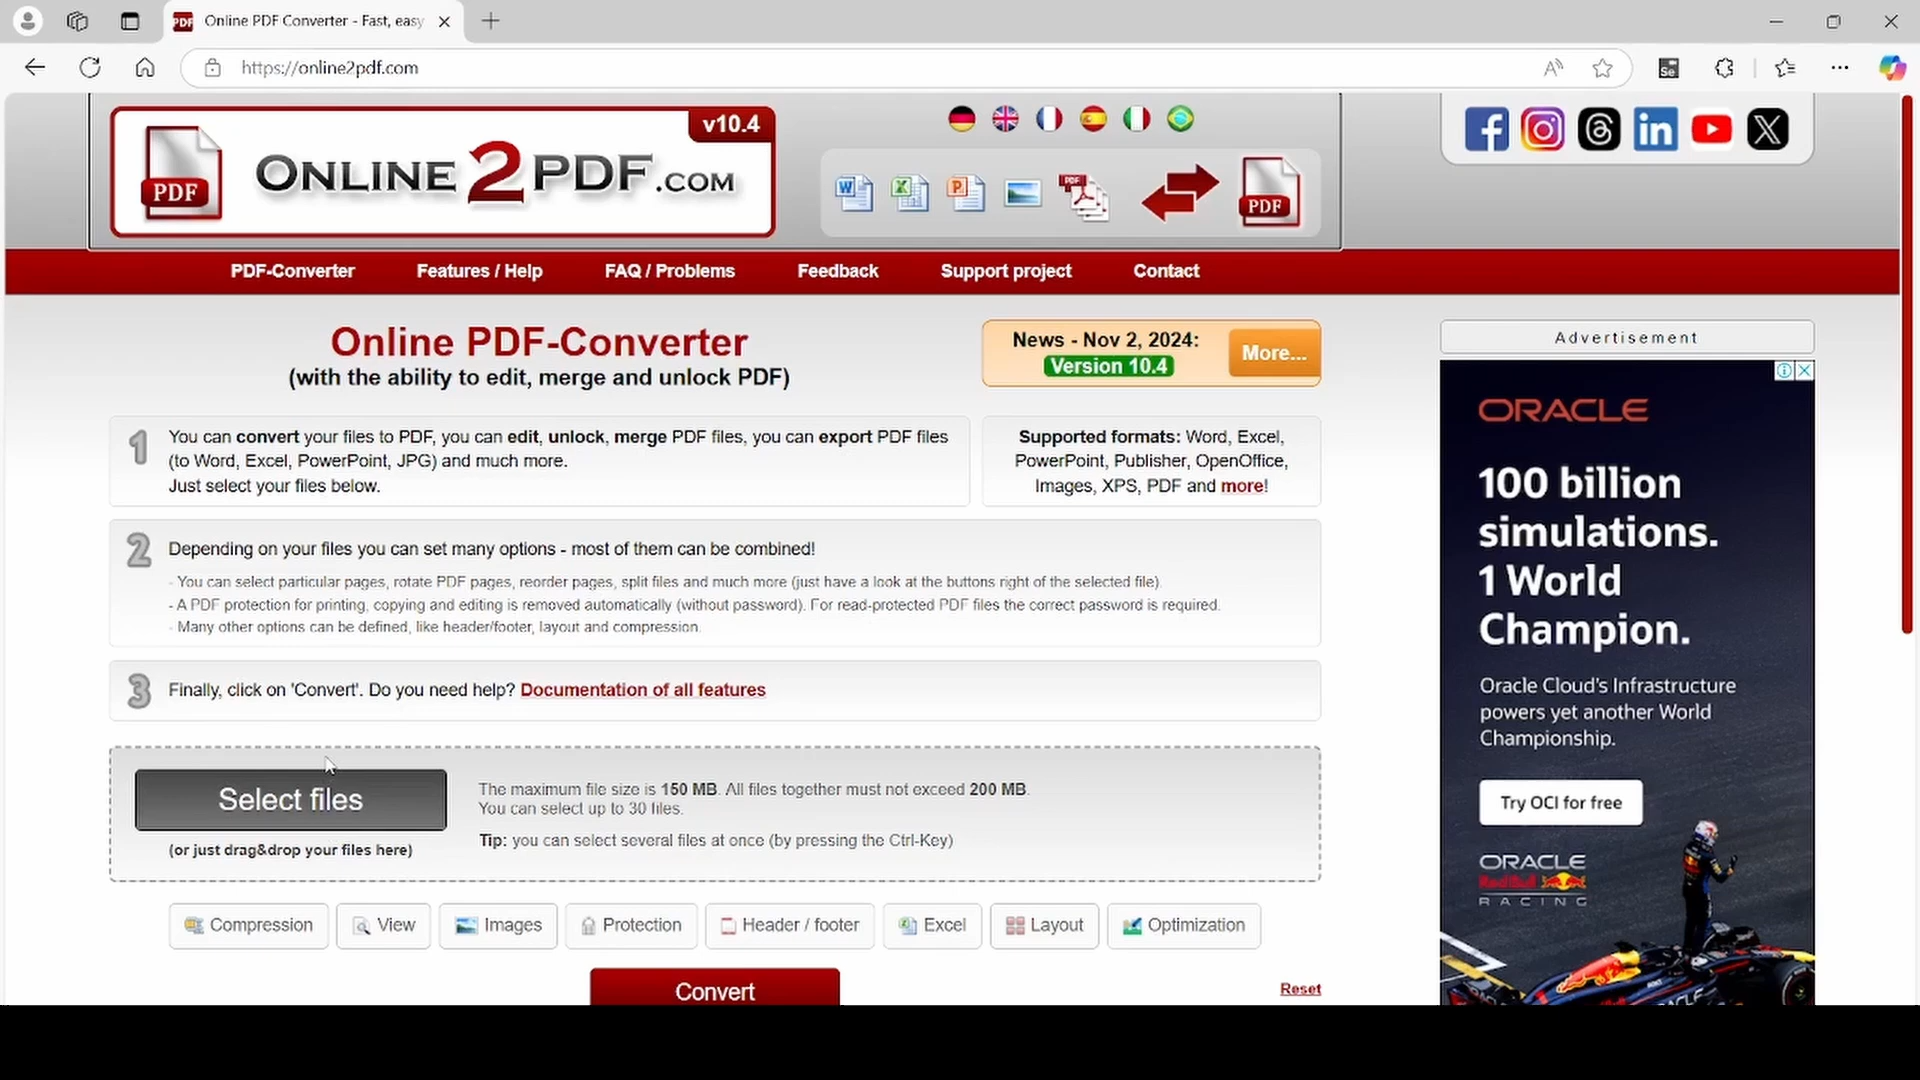 PDF Online PDF Converter - Fast, easy
https://online2pdf.com
PDF
ONLINE 2 PDF.COM
v10.4
PDF
PDF
PDF-Converter
Features / Help
FAQ / Problems
Feedback
Support project
Contact
Online PDF-Converter
(with the ability to edit, merge and unlock PDF)
News - Nov 2, 2024:
Version 10.4
More...
1
You can convert your files to PDF, you can edit, unlock, merge PDF files, you can export PDF files
(to Word, Excel, PowerPoint, JPG) and much more.
Just select your files below.
Supported formats: Word, Excel,
PowerPoint, Publisher, OpenOffice,
Images, XPS, PDF and more!
2
Depending on your files you can set many options - most of them can be combined!
- You can select particular pages, rotate PDF pages, reorder pages, split files and much more (just have a look at the buttons right of the selected file).
- A PDF protection for printing, copying and editing is removed automatically (without password). For read-protected PDF files the correct password is required.
- Many other options can be defined, like header/footer, layout and compression.
3
Finally, click on 'Convert'. Do you need help? Documentation of all features
Select files
(or just drag&drop your files here)
The maximum file size is 150 MB. All files together must not exceed 200 MB.
You can select up to 30 files.
Tip: you can select several files at once (by pressing the Ctrl-Key)
Compression
View
Images
Protection
Header / footer
Excel
Layout
Optimization
Convert
Reset
Advertisement
ORACLE
100 billion
simulations.
1 World
Champion.
Oracle Cloud's Infrastructure
powers yet another World
Championship.
Try OCI for free
ORACLE
Red Bull
RACING